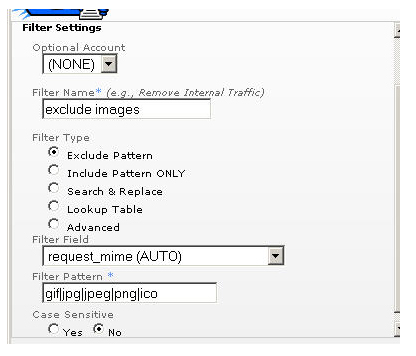 Filter Settings
Optional Account
(NONE)
Filter Name* (e.g., Remove Internal Traffic)
exclude images
Filter Type
Exclude Pattern
Include Pattern ONLY
Search & Replace
Lookup Table
Advanced
Filter Field
request_mime (AUTO)
Filter Pattern *
gif|jpg|jpeg|png|ico
Case Sensitive
Yes No